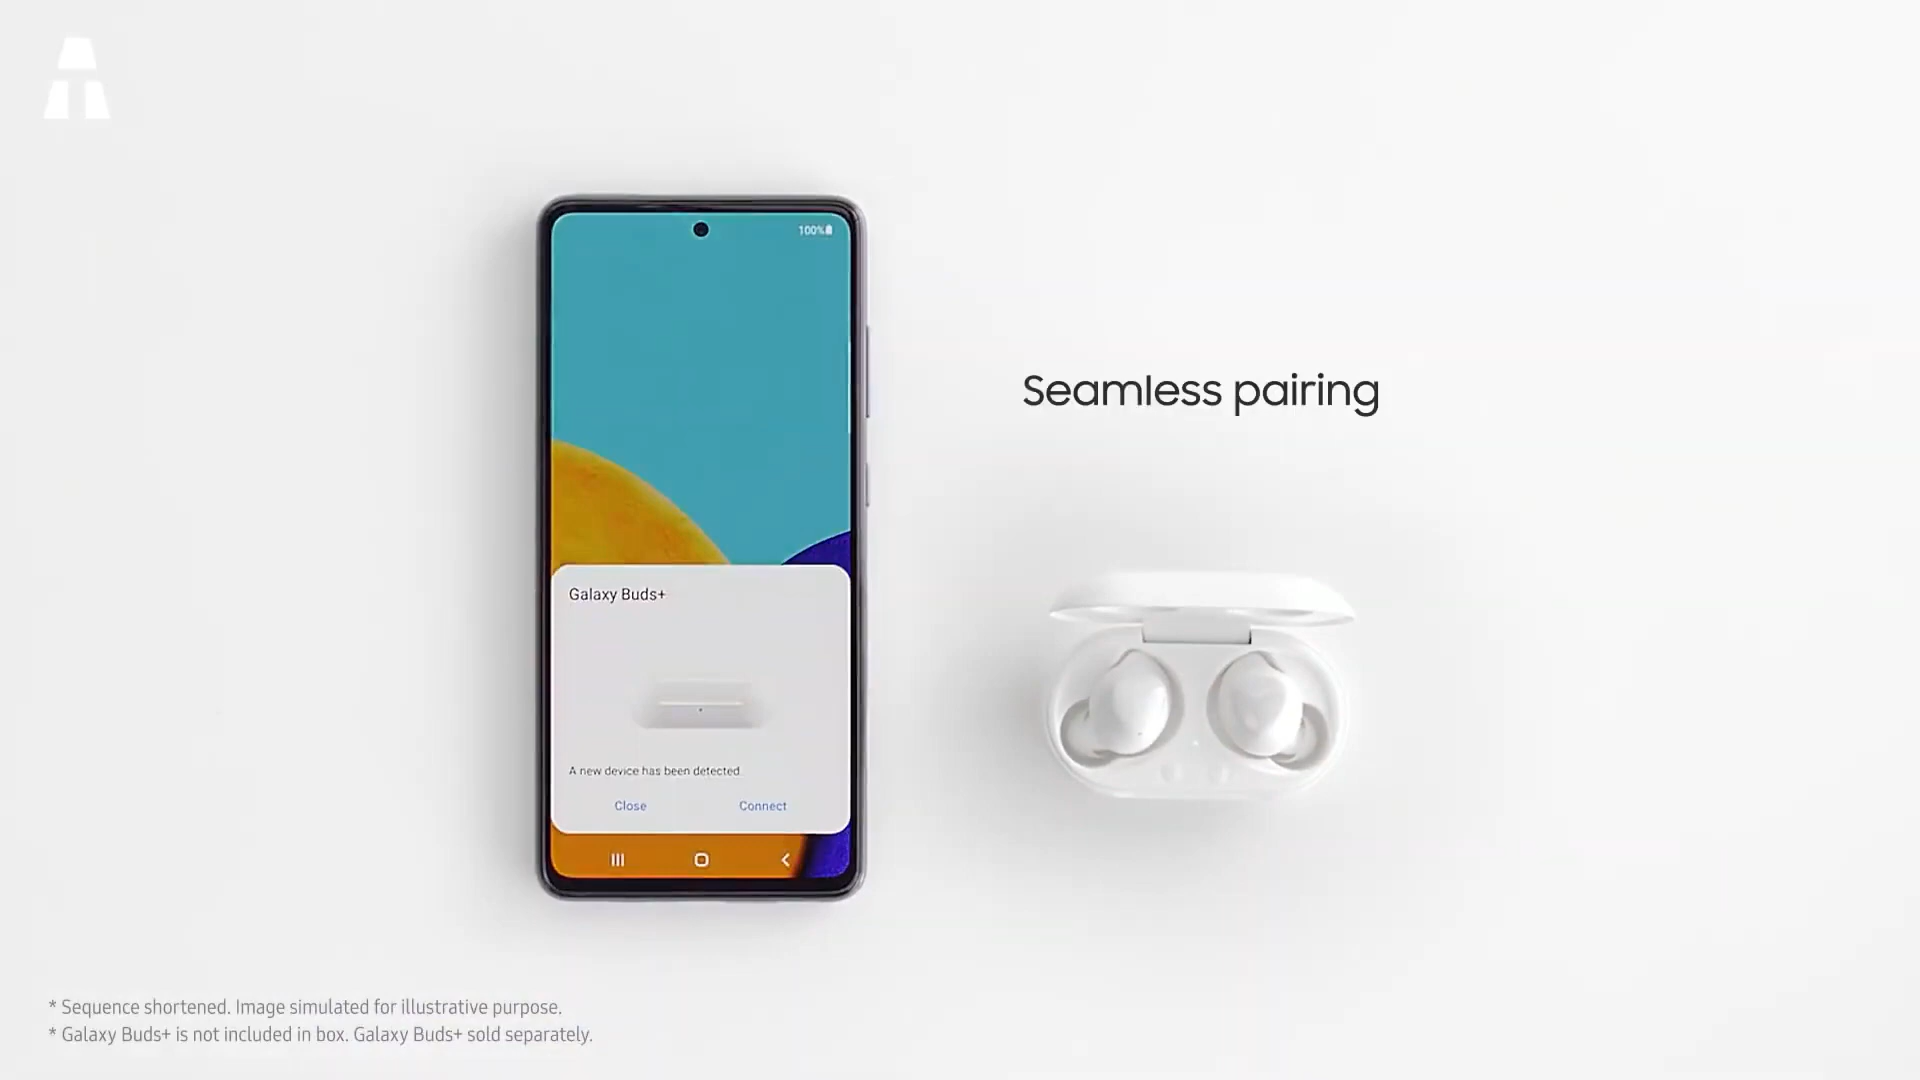 100%
Seamless pairing
Galaxy Buds+
A new device has been detected.
Close
Connect
* Sequence shortened. Image simulated for illustrative purpose.
* Galaxy Buds+ is not included in box. Galaxy Buds+ sold separately.